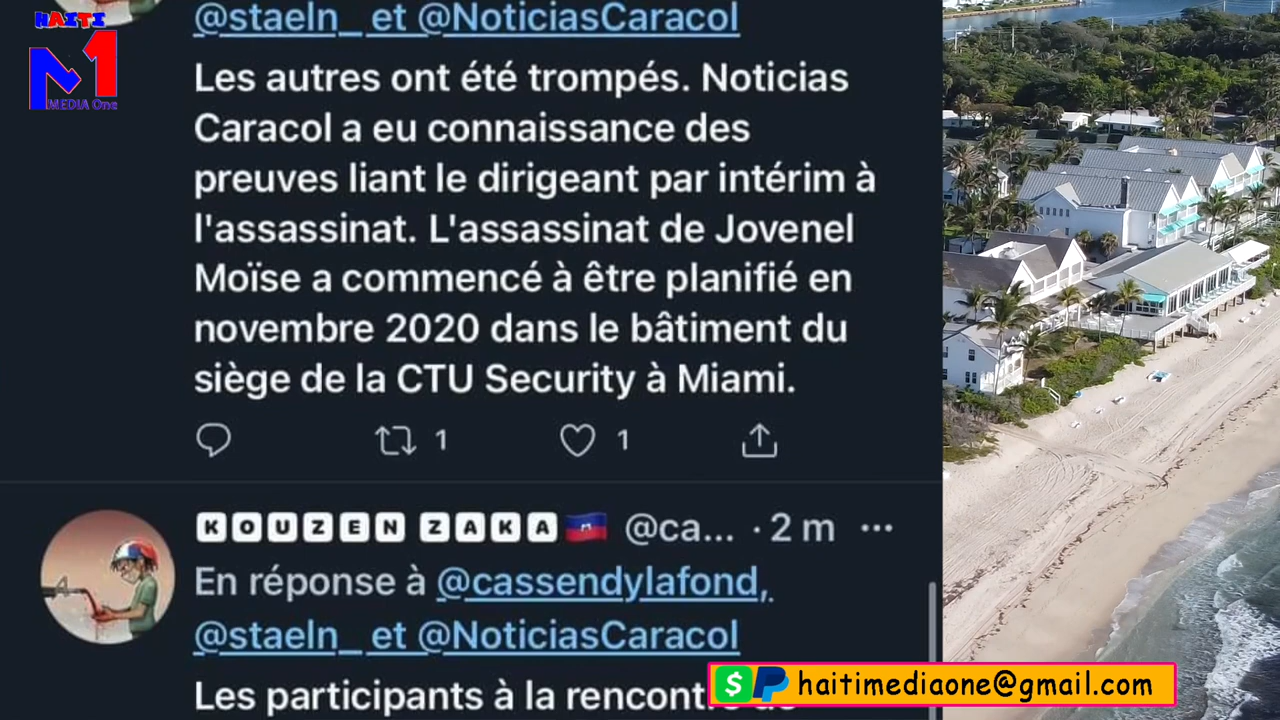 HAITI
M1
MEDIA One
@staeln_ et @NoticiasCaracol
Les autres ont été trompés. Noticias
Caracol a eu connaissance des
preuves liant le dirigeant par intérim à
l'assassinat. L'assassinat de Jovenel
Moïse a commencé à être planifié en
novembre 2020 dans le bâtiment du
siège de la CTU Security à Miami.
1 1
KOUZEN ZAKA @ca... · 2 m ...
En réponse à @cassendylafond,
@staeln_ et @NoticiasCaracol
Les participants à la
$ P haitimediaone@gmail.com